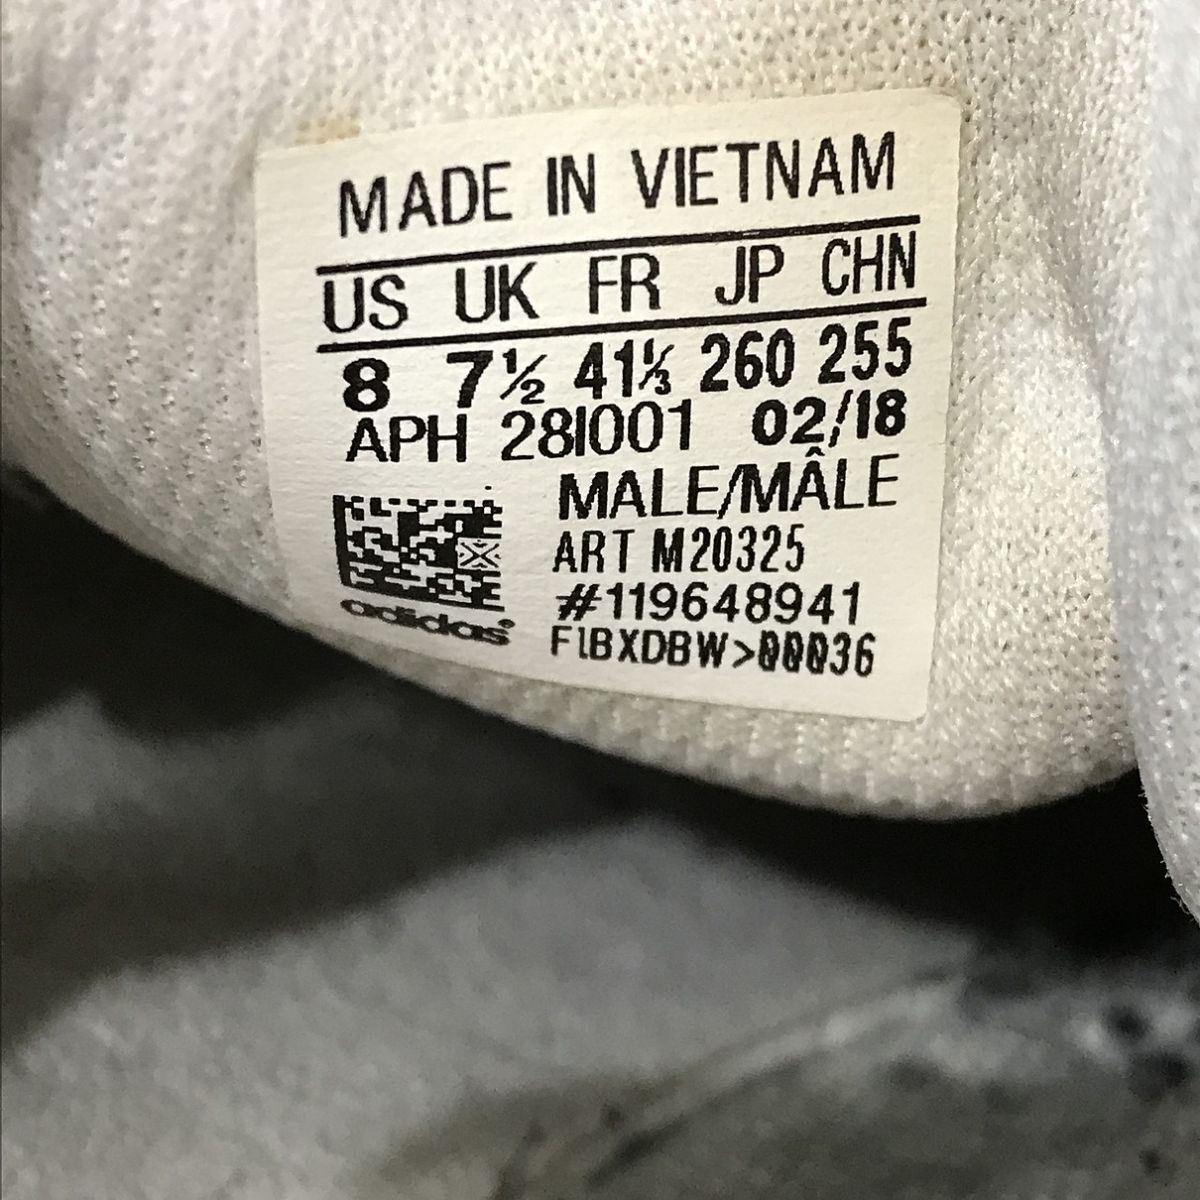 MADE IN VIETNAM
US UK FR JP CHN
8 7½ 41⅓ 260 255
APH 28I001 02/18
MALE/MÂLE
ART M20325
#119648941
F1BXDBW>00036
adidas®